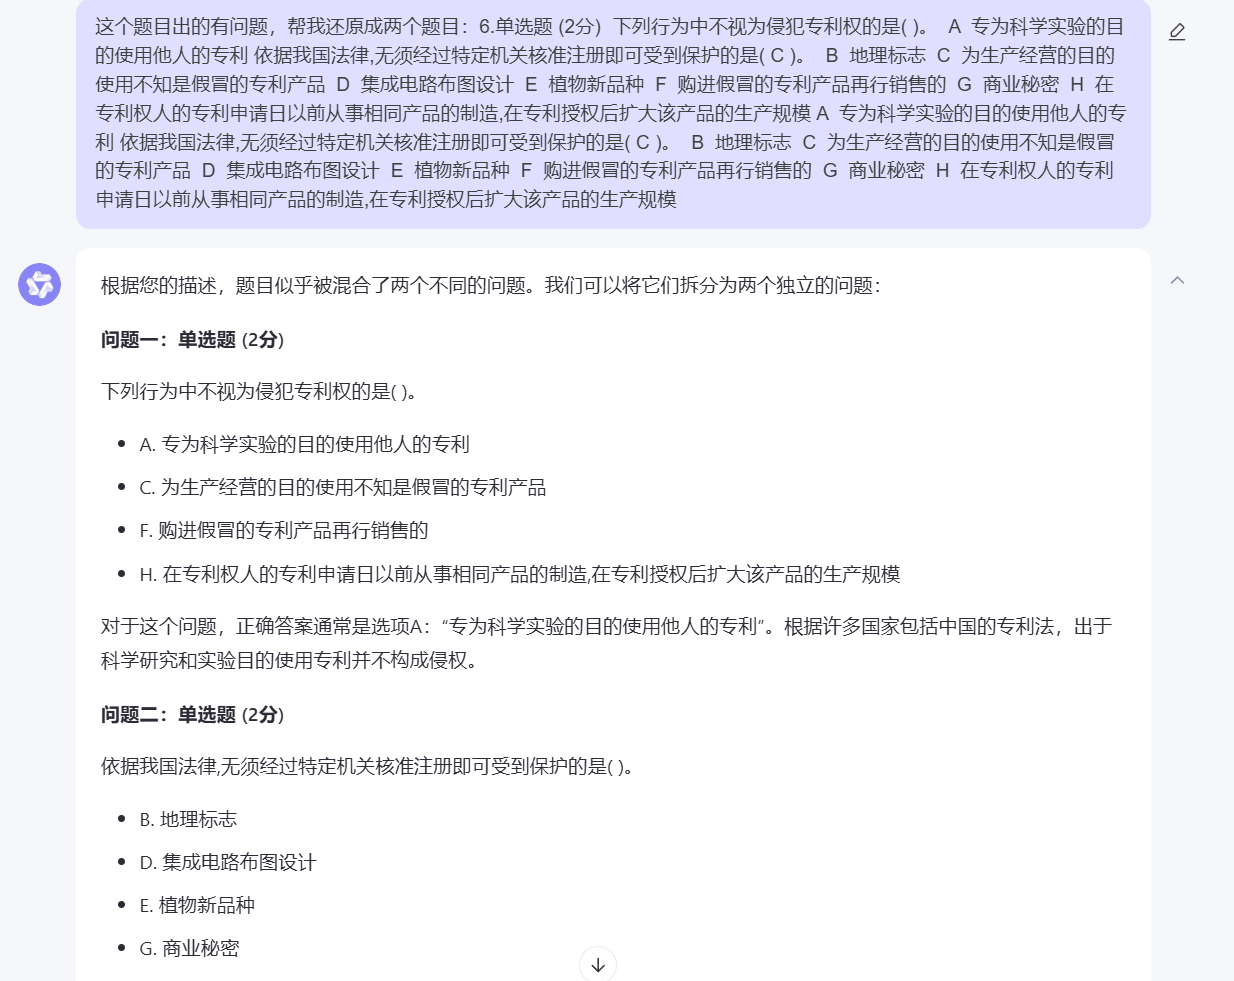 这个题目出的有问题，帮我还原成两个题目：6.单选题 (2分)  下列行为中不视为侵犯专利权的是( )。  A  专为科学实验的目
的使用他人的专利 依据我国法律,无须经过特定机关核准注册即可受到保护的是( C )。  B  地理标志  C  为生产经营的目的
使用不知是假冒的专利产品  D  集成电路布图设计  E  植物新品种  F  购进假冒的专利产品再行销售的  G  商业秘密  H  在
专利权人的专利申请日以前从事相同产品的制造,在专利授权后扩大该产品的生产规模 A  专为科学实验的目的使用他人的专
利 依据我国法律,无须经过特定机关核准注册即可受到保护的是( C )。  B  地理标志  C  为生产经营的目的使用不知是假冒
的专利产品  D  集成电路布图设计  E  植物新品种  F  购进假冒的专利产品再行销售的  G  商业秘密  H  在专利权人的专利
申请日以前从事相同产品的制造,在专利授权后扩大该产品的生产规模
根据您的描述，题目似乎被混合了两个不同的问题。我们可以将它们拆分为两个独立的问题：
问题一：单选题 (2分)
下列行为中不视为侵犯专利权的是( )。
A. 专为科学实验的目的使用他人的专利
C. 为生产经营的目的使用不知是假冒的专利产品
F. 购进假冒的专利产品再行销售的
H. 在专利权人的专利申请日以前从事相同产品的制造,在专利授权后扩大该产品的生产规模
对于这个问题，正确答案通常是选项A：“专为科学实验的目的使用他人的专利”。根据许多国家包括中国的专利法，出于
科学研究和实验目的使用专利并不构成侵权。
问题二：单选题 (2分)
依据我国法律,无须经过特定机关核准注册即可受到保护的是( )。
B. 地理标志
D. 集成电路布图设计
E. 植物新品种
G. 商业秘密